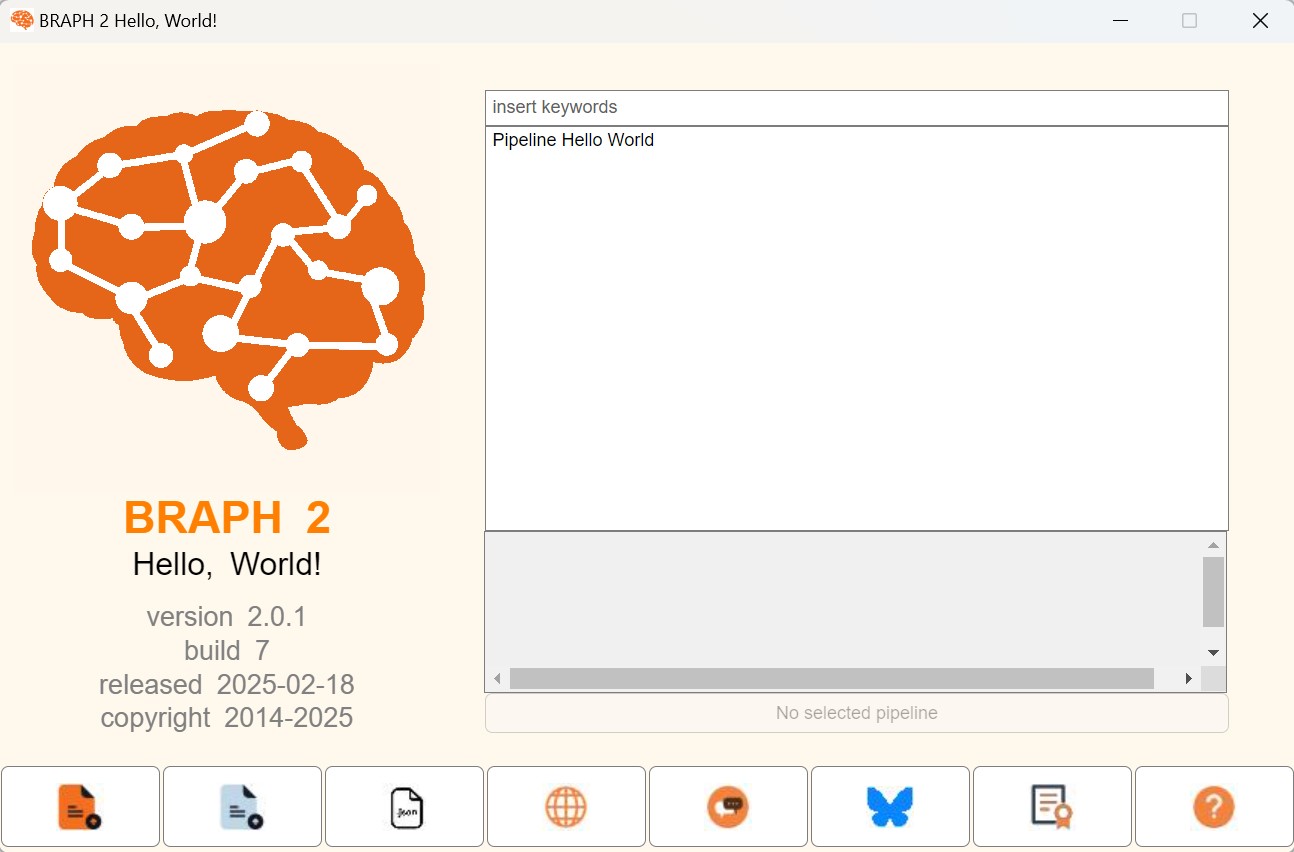 BRAPH 2 Hello, World!
insert keywords
Pipeline Hello World
BRAPH 2
Hello, World!
version 2.0.1
build 7
released 2025-02-18
copyright 2014-2025
No selected pipeline
json
?